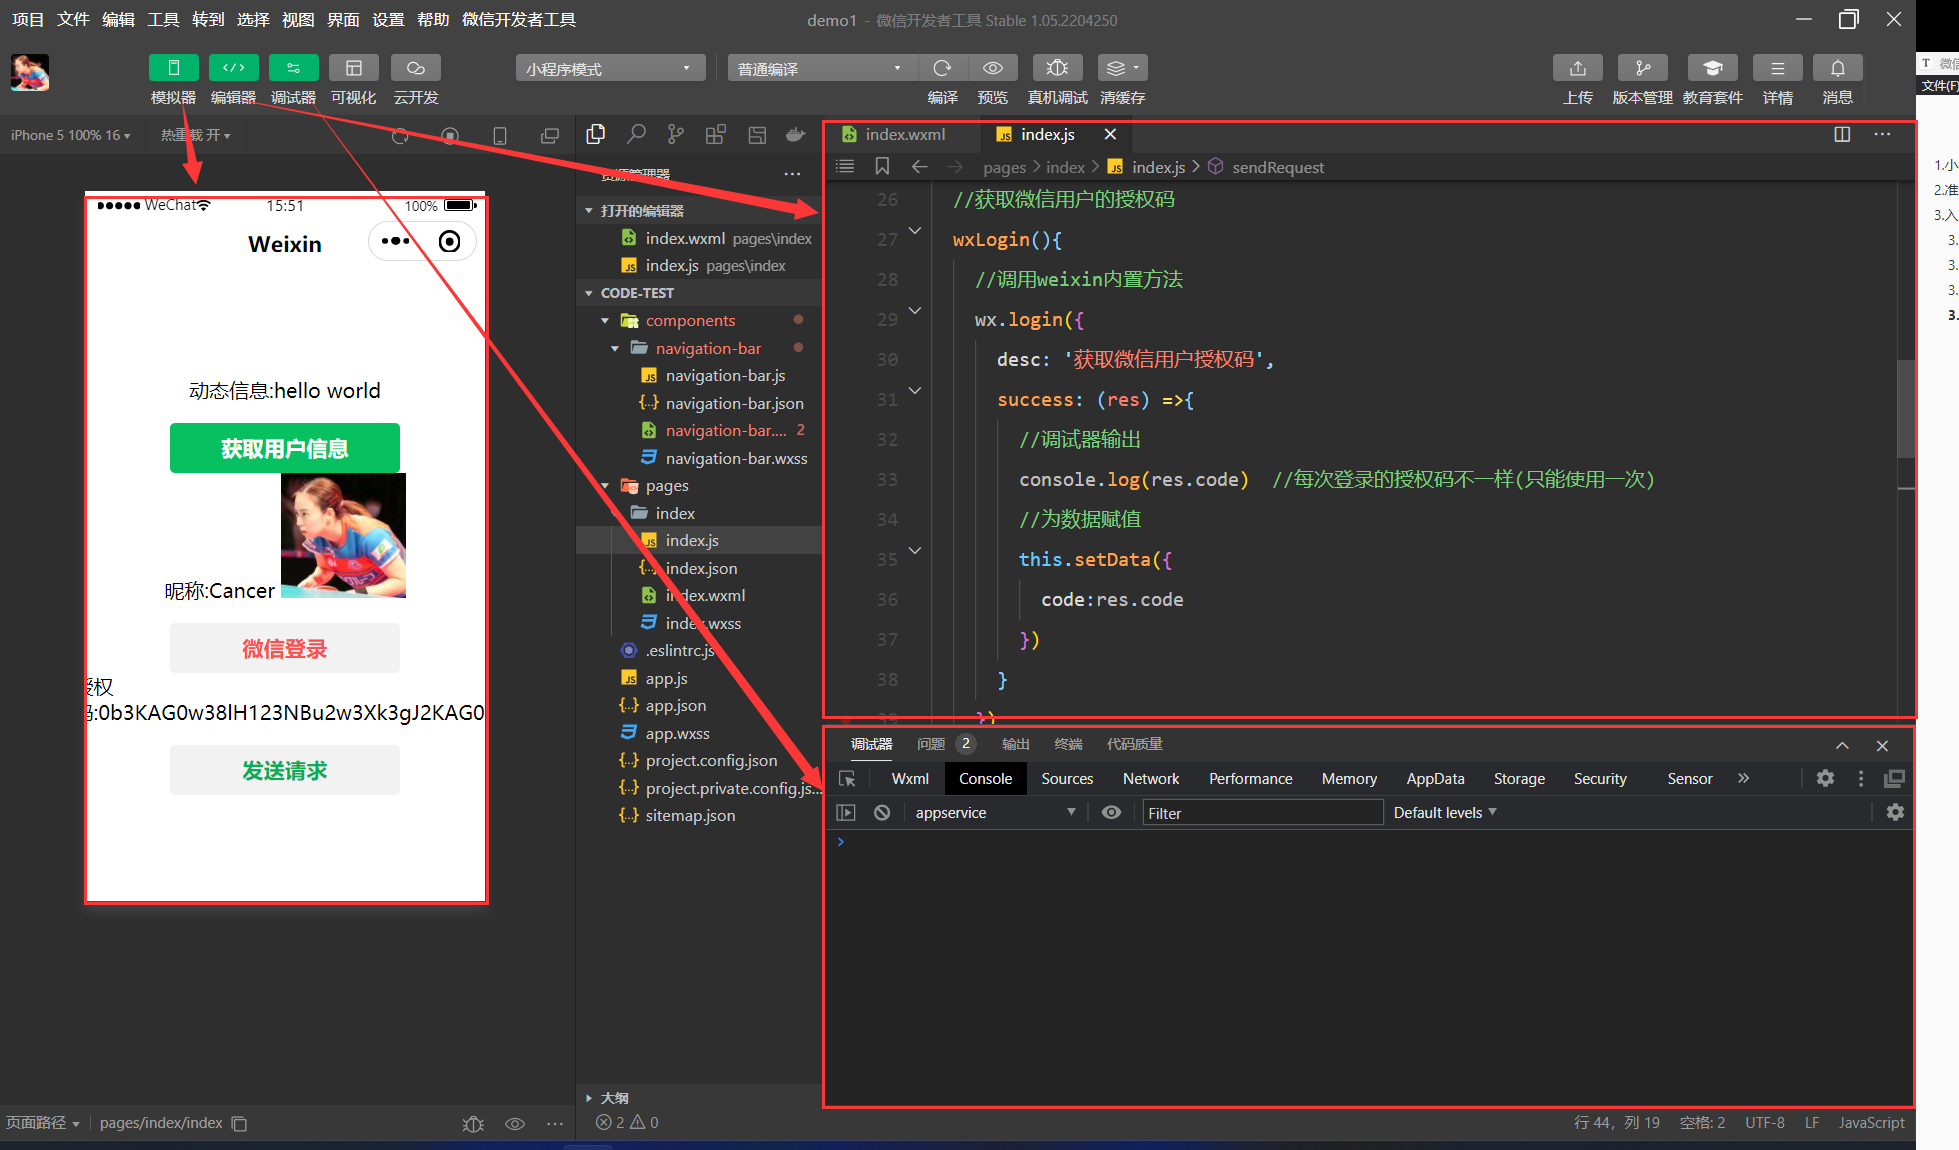 项目 文件 编辑 工具 转到 选择 视图 界面 设置 帮助 微信开发者工具
demo1 - 微信开发者工具 Stable 1.05.2204250
模拟器 编辑器 调试器 可视化 云开发
小程序模式 普通编译
编译 预览 真机调试 清缓存
上传 版本管理 教育套件 详情 消息
iPhone 5 100% 16 热重载 开
WeChat 15:51 100%
Weixin
动态信息:hello world
获取用户信息
昵称:Cancer
微信登录
授权
码:0b3KAG0w38lH123NBu2w3Xk3gJ2KAG0
发送请求
页面路径 pages/index/index
资源管理器
打开的编辑器
index.wxml pages\index
index.js pages\index
CODE-TEST
components
navigation-bar
navigation-bar.js
navigation-bar.json
navigation-bar.... 2
navigation-bar.wxss
pages
index
index.js
index.json
index.wxml
index.wxss
.eslintrc.js
app.js
app.json
app.wxss
project.config.json
project.private.config.js...
sitemap.json
大纲
2 0
index.wxml index.js
pages > index > index.js > sendRequest
26 //获取微信用户的授权码
27 wxLogin(){
28 //调用weixin内置方法
29 wx.login({
30 desc: '获取微信用户授权码',
31 success: (res) =>{
32 //调试器输出
33 console.log(res.code) //每次登录的授权码不一样(只能使用一次)
34 //为数据赋值
35 this.setData({
36 code:res.code
37 })
38 }
39 })
调试器 问题 2 输出 终端 代码质量
Wxml Console Sources Network Performance Memory AppData Storage Security Sensor
appservice Filter Default levels
行 44，列 19 空格: 2 UTF-8 LF JavaScript
T 微信
文件(F)
1.小
2.准
3.入
3.
3.
3.
3.